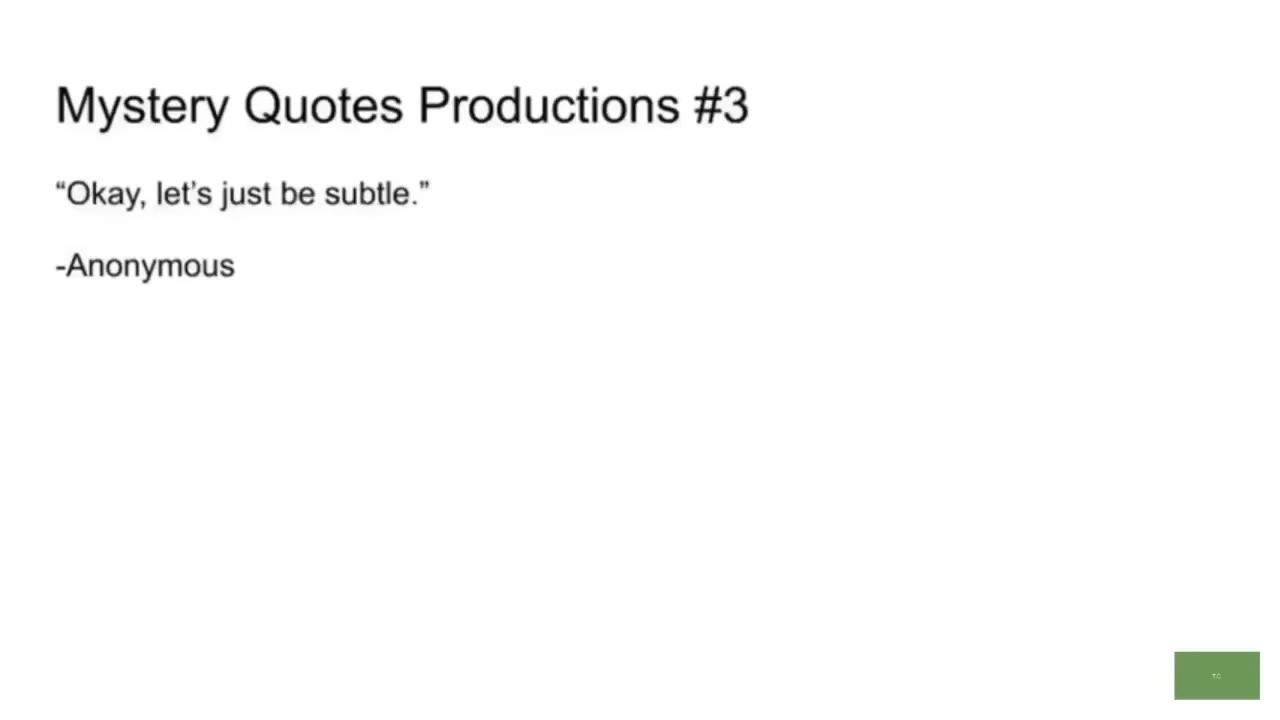 Mystery Quotes Productions #3
“Okay, let’s just be subtle.”
-Anonymous